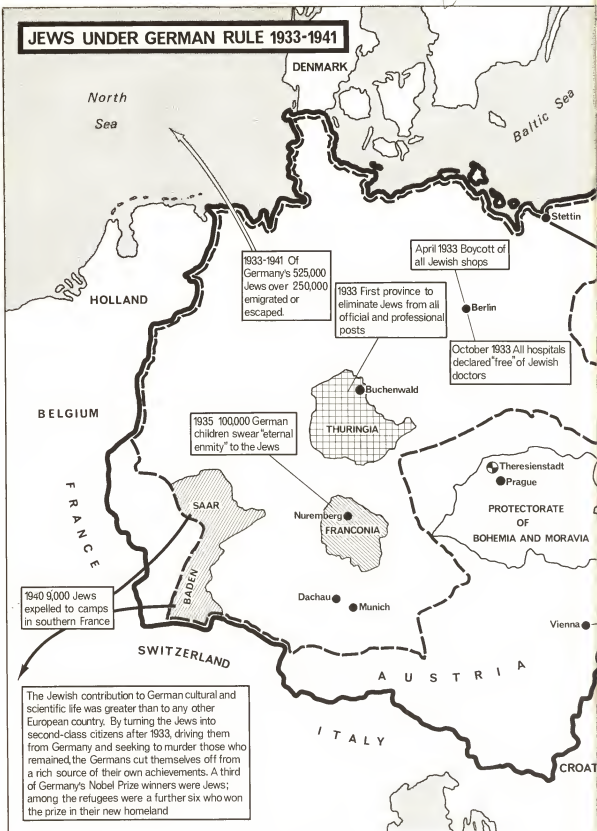 JEWS UNDER GERMAN RULE 1933-1941
DENMARK
North
Sea
Baltic Sea
Stettin
April 1933 Boycott of
all Jewish shops
1933-1941 Of
Germany's 525,000
Jews over 250,000
emigrated or
escaped.
1933 First province to
eliminate Jews from all
official and professional
posts
HOLLAND
Berlin
October 1933 All hospitals
declared "free" of Jewish
doctors
Buchenwald
BELGIUM
1935 100,000 German
children swear "eternal
enmity" to the Jews
THURINGIA
Theresienstadt
Prague
PROTECTORATE
OF
BOHEMIA AND MORAVIA
SAAR
Nuremberg
FRANCONIA
FRANCE
BADEN
1940 9,000 Jews
expelled to camps
in southern France
Dachau
Munich
Vienna
SWITZERLAND
AUSTRIA
The Jewish contribution to German cultural and
scientific life was greater than to any other
European country. By turning the Jews into
second-class citizens after 1933, driving them
from Germany and seeking to murder those who
remained, the Germans cut themselves off from
a rich source of their own achievements. A third
of Germany's Nobel Prize winners were Jews;
among the refugees were a further six who won
the prize in their new homeland
ITALY
CROAT